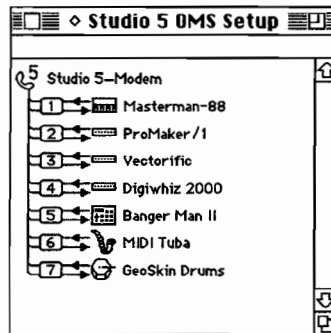 ◇ Studio 5 OMS Setup
5 Studio 5-Modem
1 Masterman-88
2 ProMaker/1
3 Vectorific
4 Digiwhiz 2000
5 Banger Man II
6 MIDI Tuba
7 GeoSkin Drums